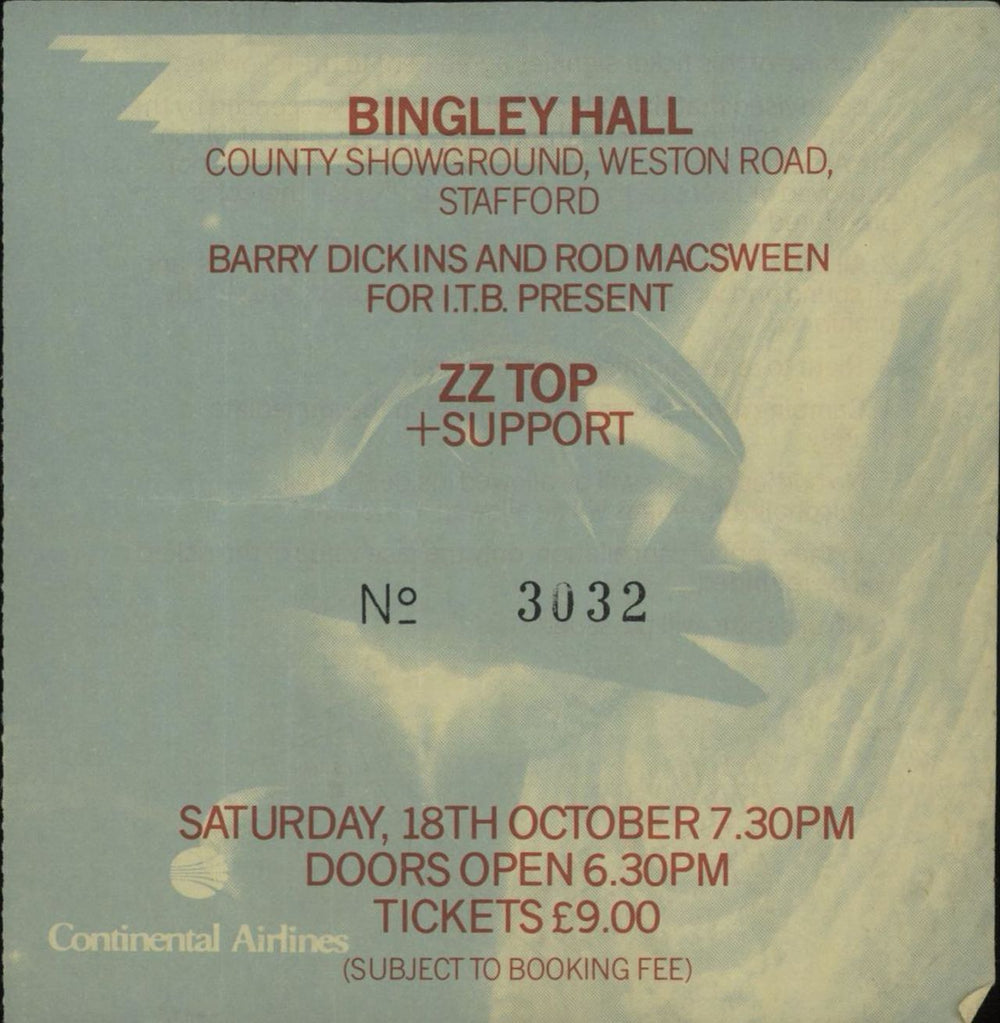 BINGLEY HALL
COUNTY SHOWGROUND, WESTON ROAD,
STAFFORD
BARRY DICKINS AND ROD MACSWEEN
FOR I.T.B. PRESENT
ZZ TOP
+SUPPORT
Nº 3032
SATURDAY, 18TH OCTOBER 7.30PM
DOORS OPEN 6.30PM
TICKETS £9.00
Continental Airlines
(SUBJECT TO BOOKING FEE)